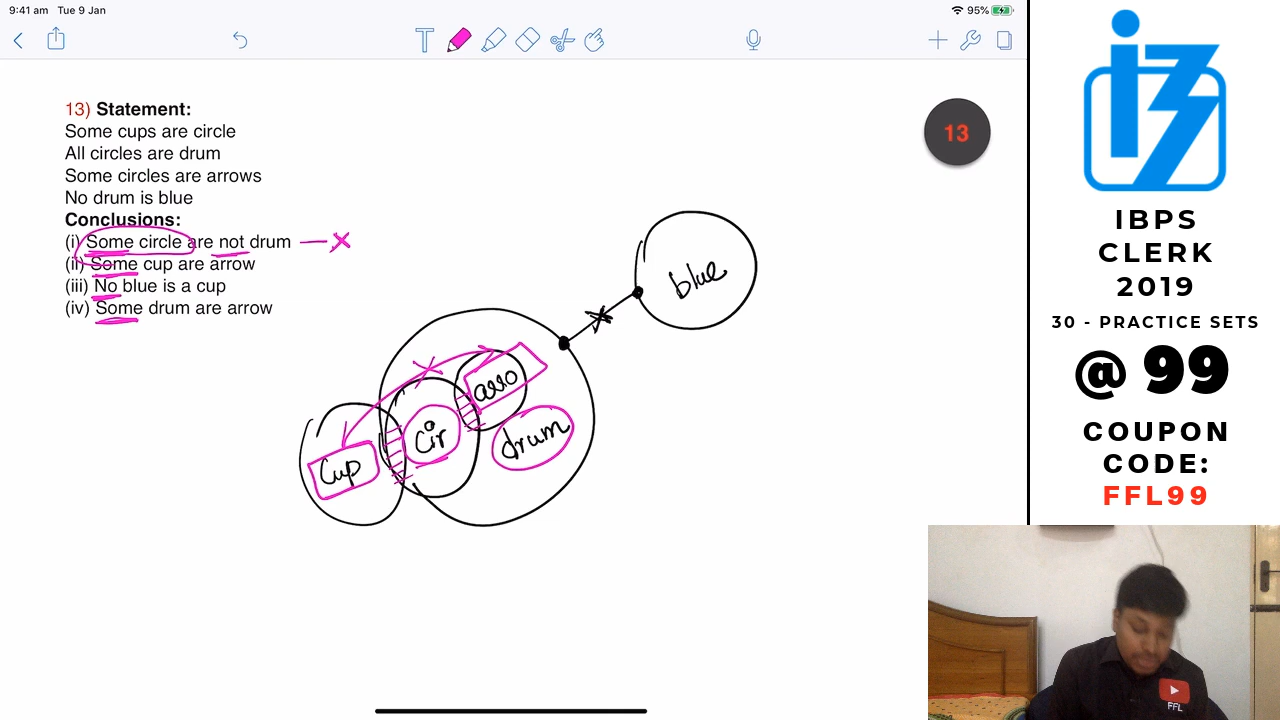 9:41 am Tue 9 Jan
95%
13) Statement:
Some cups are circle
All circles are drum
Some circles are arrows
No drum is blue
Conclusions:
(i) Some circle are not drum
(ii) Some cup are arrow
(iii) No blue is a cup
(iv) Some drum are arrow
13
blue
arro
Cir
drum
Cup
IBPS
CLERK
2019
30 - PRACTICE SETS
@ 99
COUPON
CODE:
FFL99
FFL